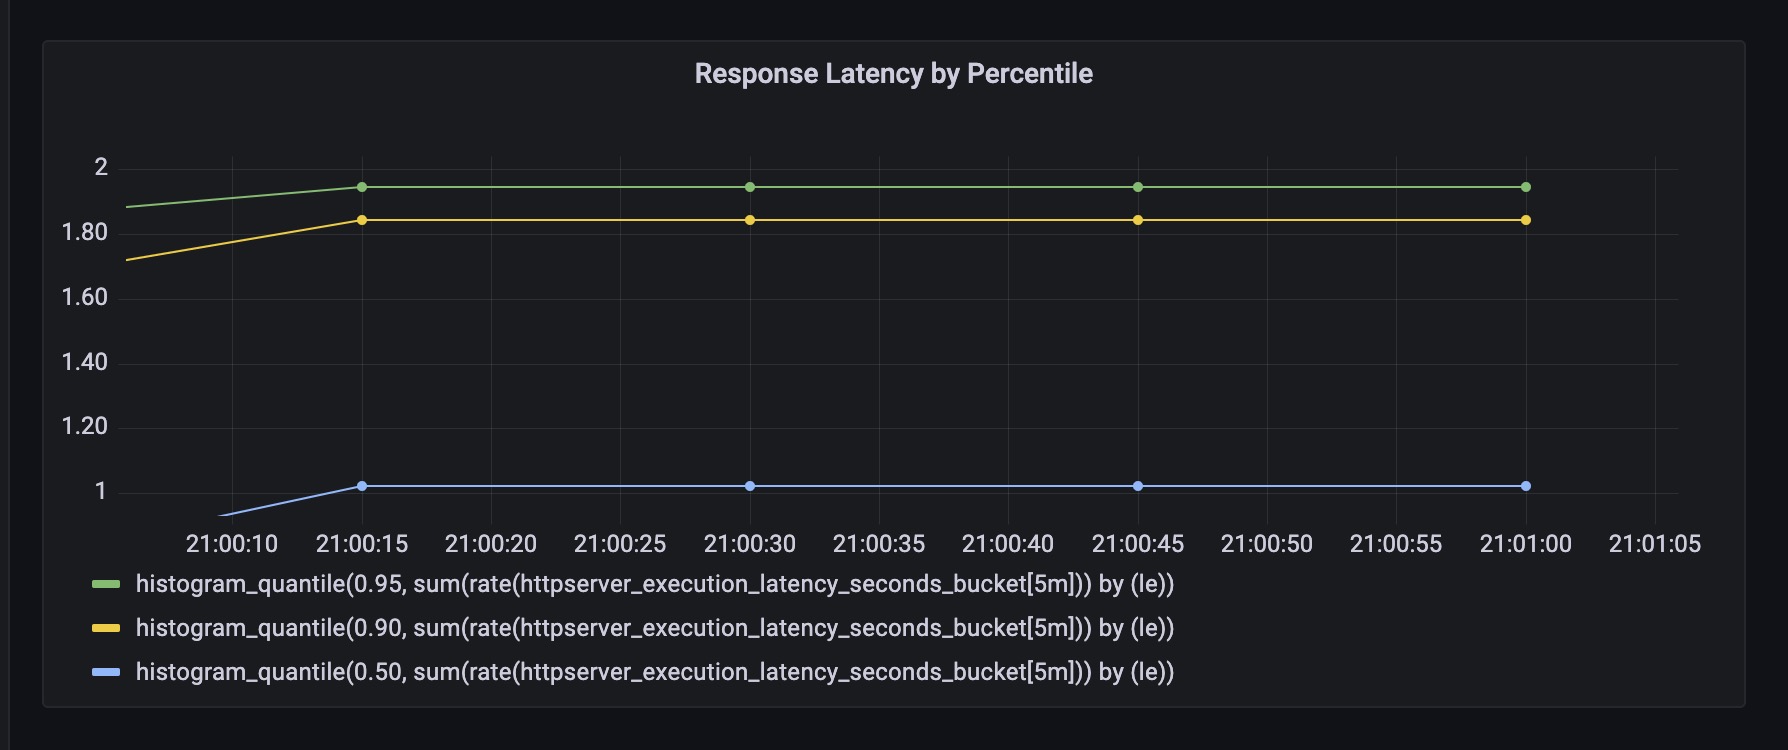 Response Latency by Percentile
2
1.80
1.60
1.40
1.20
1
21:00:10 21:00:15 21:00:20 21:00:25 21:00:30 21:00:35 21:00:40 21:00:45 21:00:50 21:00:55 21:01:00 21:01:05
histogram_quantile(0.95, sum(rate(httpserver_execution_latency_seconds_bucket[5m])) by (le))
histogram_quantile(0.90, sum(rate(httpserver_execution_latency_seconds_bucket[5m])) by (le))
histogram_quantile(0.50, sum(rate(httpserver_execution_latency_seconds_bucket[5m])) by (le))